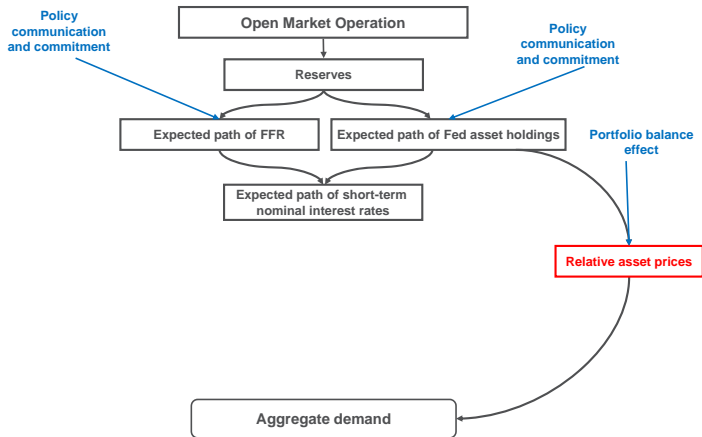 Policy
communication
and commitment
Open Market Operation
Policy
communication
and commitment
Reserves
Expected path of FFR
Expected path of Fed asset holdings
Portfolio balance
effect
Expected path of short-term
nominal interest rates
Relative asset prices
Aggregate demand